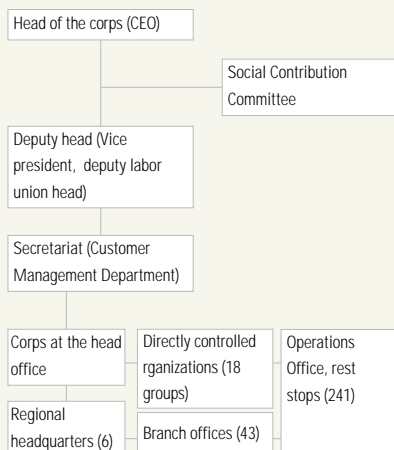 Head of the corps (CEO)
Social Contribution
Committee
Deputy head (Vice
president, deputy labor
union head)
Secretariat (Customer
Management Department)
Corps at the head
office
Directly controlled
rganizations (18
groups)
Operations
Office, rest
stops (241)
Regional
headquarters (6)
Branch offices (43)